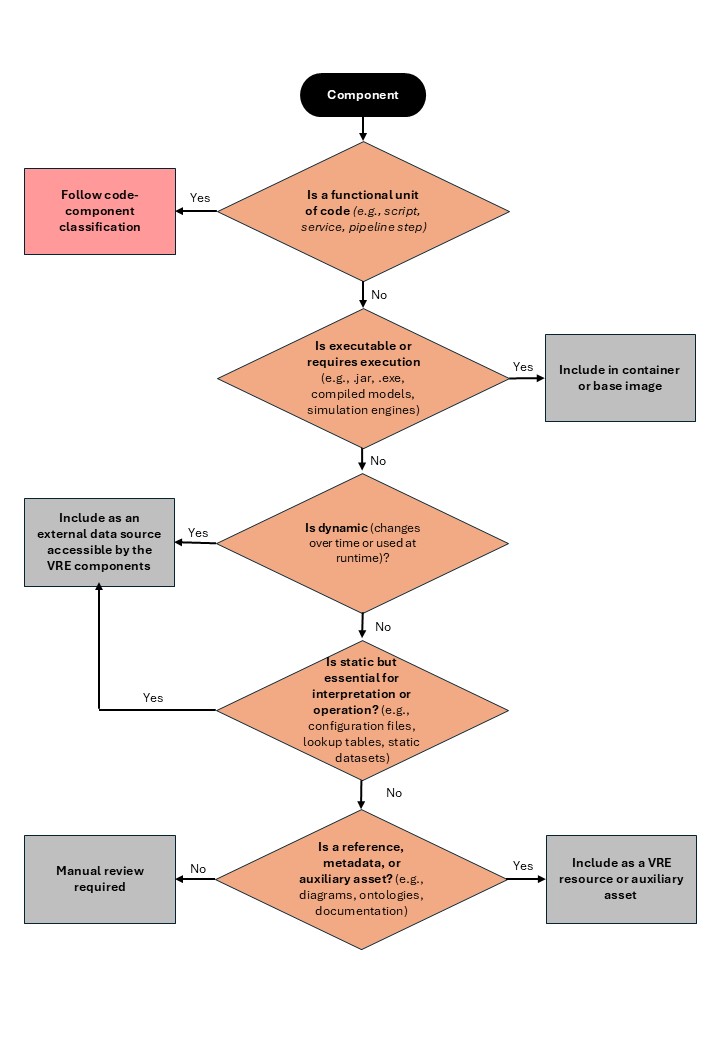 Component
Is a functional unit
of code (e.g., script,
service, pipeline step)
Yes
Follow code-
component
classification
No
Is executable or
requires execution
(e.g., .jar, .exe,
compiled models,
simulation engines)
Yes
Include in container
or base image
No
Is dynamic (changes
over time or used at
runtime)?
Yes
Include as an
external data source
accessible by the
VRE components
No
Is static but
essential for
interpretation or
operation? (e.g.,
configuration files,
lookup tables, static
datasets)
Yes
No
Is a reference,
metadata, or
auxiliary asset? (e.g.,
diagrams, ontologies,
documentation)
No
Manual review
required
Yes
Include as a VRE
resource or auxiliary
asset